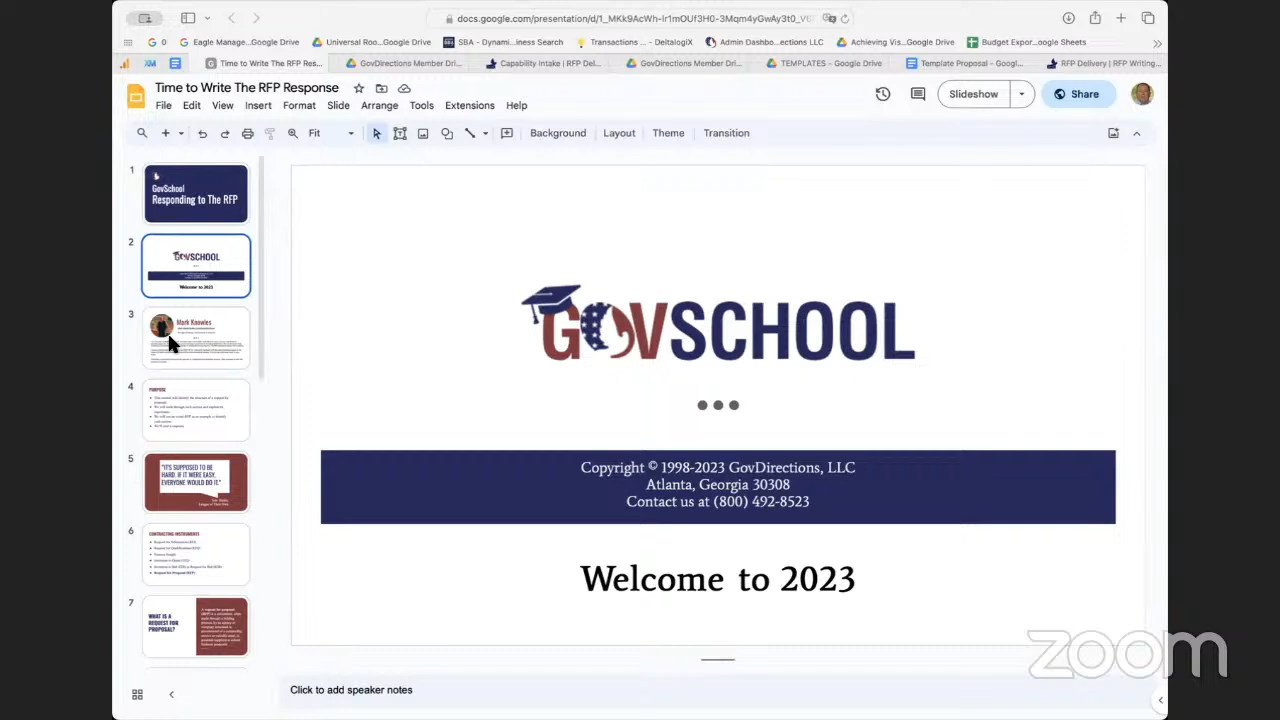 docs.google.com/presentation/d/1_MKk9AcWh-Ir1mOUf3H0-3Mqm4yGwAy3t0_V6
G 0
Eagle Manage...Google Drive
Universal Roo...Google Drive
SBA - Dynami...iness Search
Transactions ... - DeltalogiX
Admin Dashbo...ections LLC
Achieving Vis...Google Drive
Budget Expor...ogle Sheets
XM
Time to Write The RFP Res...
GovDirections Member Dri...
Capability Inside | RFP Del...
GovDirections Member Dri...
TEMPLATE - Google Drive
Template Proposal - Googl...
RFP Delivery | RFP Writing...
Time to Write The RFP Response
File Edit View Insert Format Slide Arrange Tools Extensions Help
Slideshow
Share
Fit
Background Layout Theme Transition
1
GovSchool
Responding to The RFP
2
GOVSCHOOL
Welcome to 2023
3
Mark Knowles
4
PURPOSE
5
"IT'S SUPPOSED TO BE
HARD. IF IT WERE EASY,
EVERYONE WOULD DO IT."
6
CONTRACTING INSTRUMENTS
7
WHAT IS A
REQUEST FOR
PROPOSAL?
GOVSCHOOL
Copyright © 1998-2023 GovDirections, LLC
Atlanta, Georgia 30308
Contact us at (800) 492-8523
Welcome to 2023
Click to add speaker notes
zoom